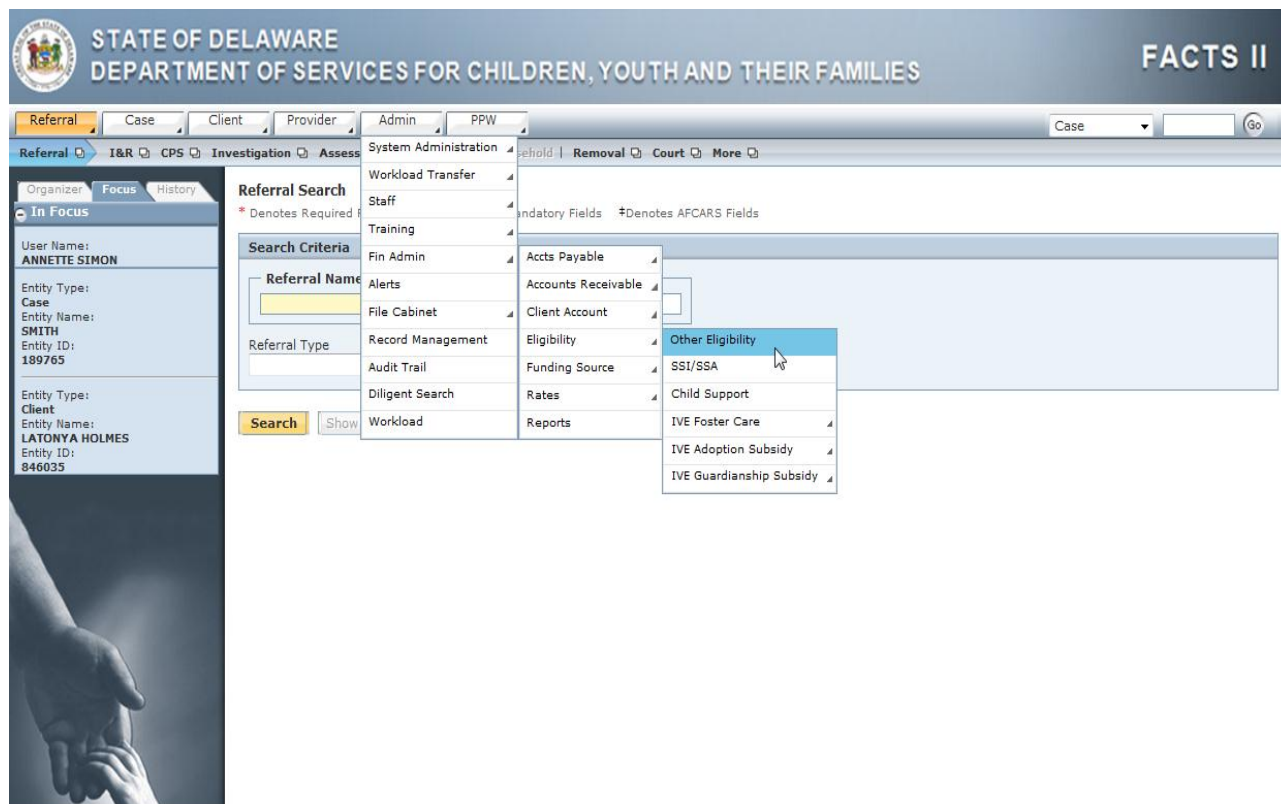 STATE OF DELAWARE
DEPARTMENT OF SERVICES FOR CHILDREN, YOUTH AND THEIR FAMILIES
FACTS II
Referral Case Client Provider Admin PPW
Case Go
Referral I&R CPS Investigation Assess sehold | Removal Court More
Organizer Focus History
In Focus
User Name:
ANNETTE SIMON
Entity Type:
Case
Entity Name:
SMITH
Entity ID:
189765
Entity Type:
Client
Entity Name:
LATONYA HOLMES
Entity ID:
846035
Referral Search
* Denotes Required F andatory Fields ‡Denotes AFCARS Fields
Search Criteria
Referral Name
Referral Type
Search Show
System Administration
Workload Transfer
Staff
Training
Fin Admin
Alerts
File Cabinet
Record Management
Audit Trail
Diligent Search
Workload
Accts Payable
Accounts Receivable
Client Account
Eligibility
Funding Source
Rates
Reports
Other Eligibility
SSI/SSA
Child Support
IVE Foster Care
IVE Adoption Subsidy
IVE Guardianship Subsidy